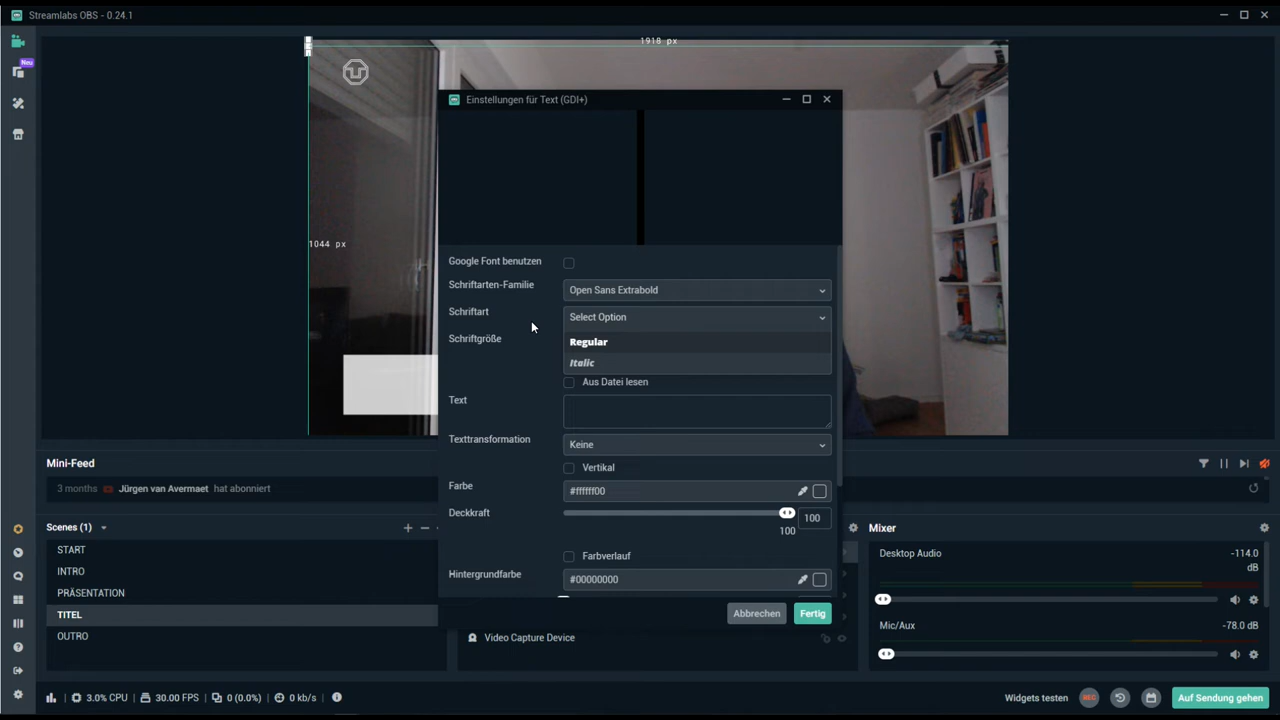 Streamlabs OBS - 0.24.1
Neu
1918 px
1044 px
Einstellungen für Text (GDI+)
Google Font benutzen
Schriftarten-Familie
Open Sans Extrabold
Schriftart
Select Option
Regular
Italic
Schriftgröße
Aus Datei lesen
Text
Texttransformation
Keine
Vertikal
Farbe
#ffffff00
Deckkraft
100
100
Farbverlauf
Hintergrundfarbe
#00000000
Abbrechen
Fertig
Mini-Feed
3 months Jürgen van Avermaet hat abonniert
Scenes (1)
START
INTRO
PRÄSENTATION
TITEL
OUTRO
Video Capture Device
Mixer
Desktop Audio
-114.0
dB
Mic/Aux
-78.0 dB
3.0% CPU
30.00 FPS
0 (0.0%)
0 kb/s
Widgets testen
REC
Auf Sendung gehen